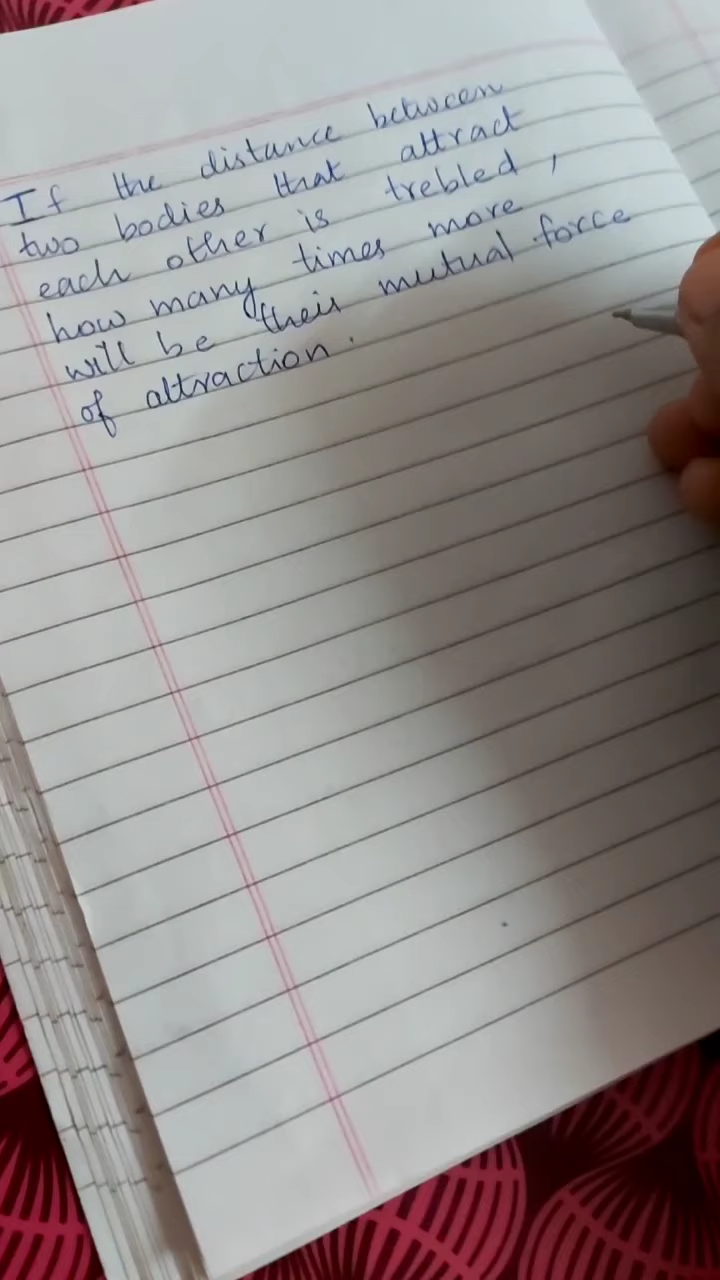 If the distance between
two bodies that attract
each other is trebled,
how many times more
will be their mutual force
of attraction.